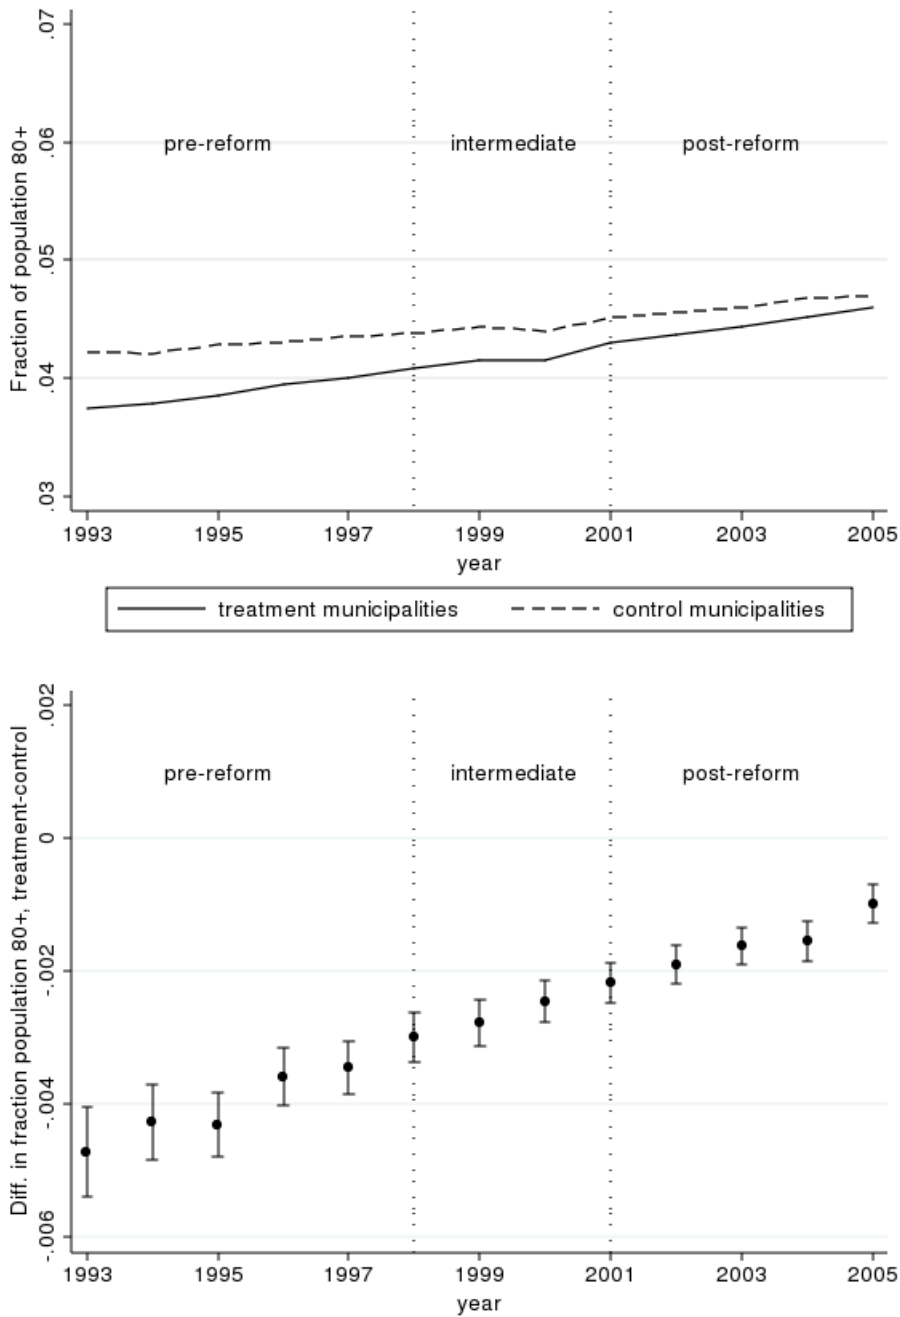 Fraction of population 80+
.07
.06
.05
.04
.03
pre-reform intermediate post-reform
1993 1995 1997 1999 2001 2003 2005
year
treatment municipalities control municipalities
Diff. in fraction population 80+, treatment-control
.002
0
-.002
-.004
-.006
pre-reform intermediate post-reform
1993 1995 1997 1999 2001 2003 2005
year